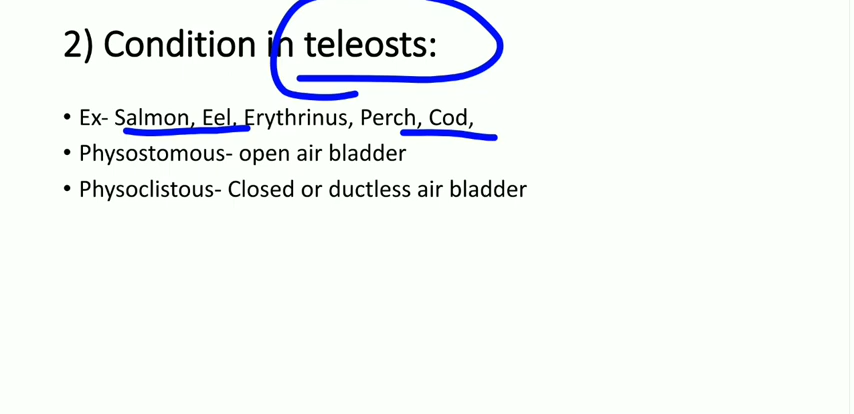 2) Condition in teleosts:
• Ex- Salmon, Eel, Erythrinus, Perch, Cod,
• Physostomous- open air bladder
• Physoclistous- Closed or ductless air bladder